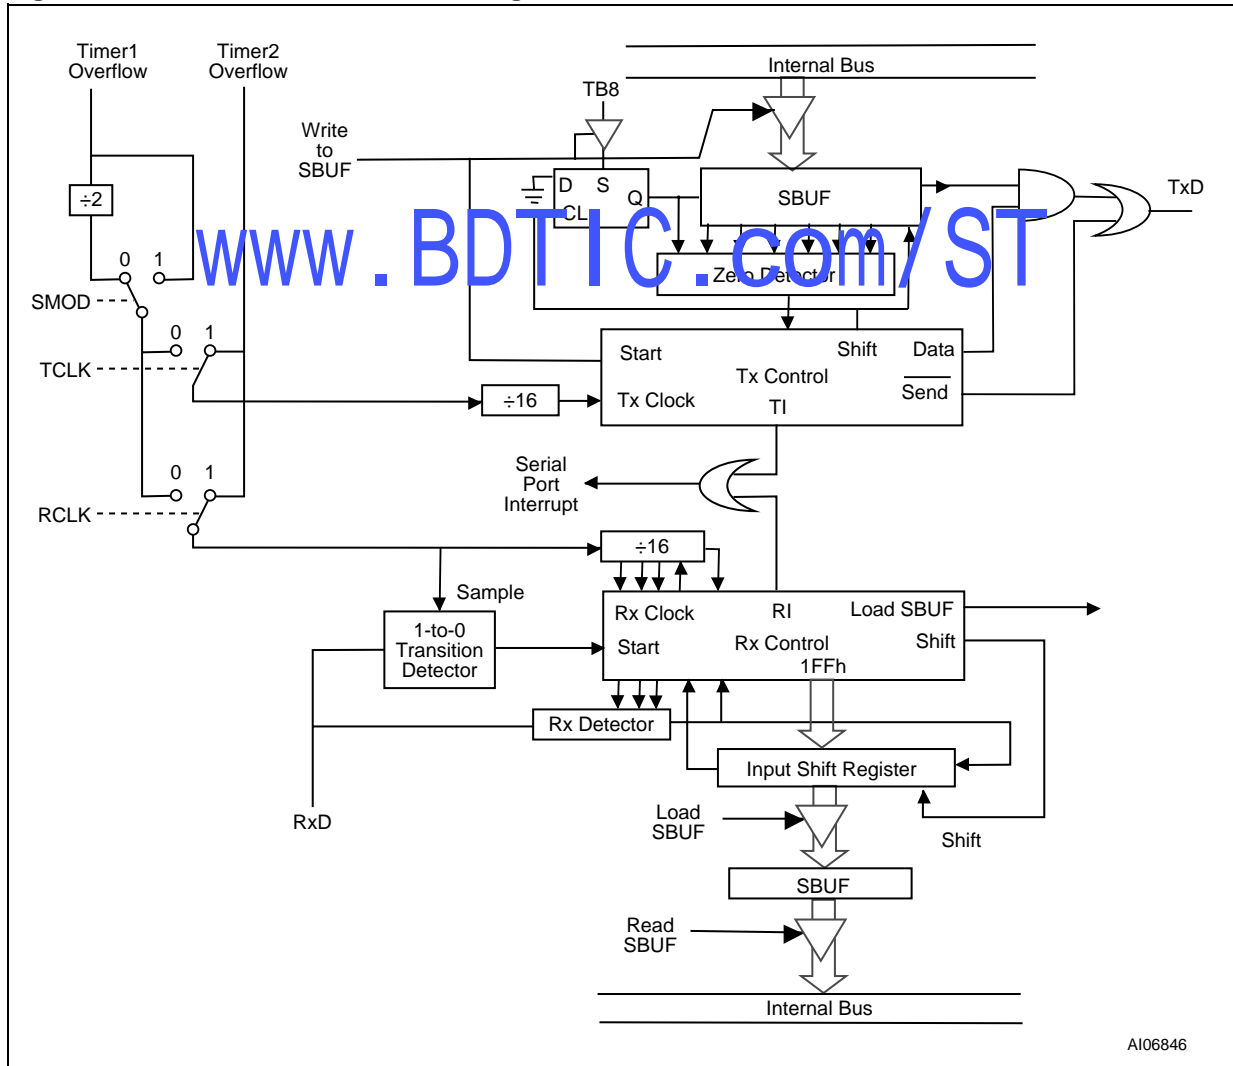 Timer1
Overflow
Timer2
Overflow
Internal Bus
TB8
Write
to
SBUF
D S
Q
CL
SBUF
TxD
÷2
www.BDTIC.com/ST
Zero Detector
0 1
SMOD
0 1
TCLK
Start
Shift
Data
Tx Control
Send
Tx Clock
TI
÷16
Serial
Port
Interrupt
0 1
RCLK
÷16
Sample
1-to-0
Transition
Detector
Rx Clock
RI
Load SBUF
Start
Rx Control
Shift
1FFh
Rx Detector
Input Shift Register
RxD
Load
SBUF
Shift
SBUF
Read
SBUF
Internal Bus
AI06846